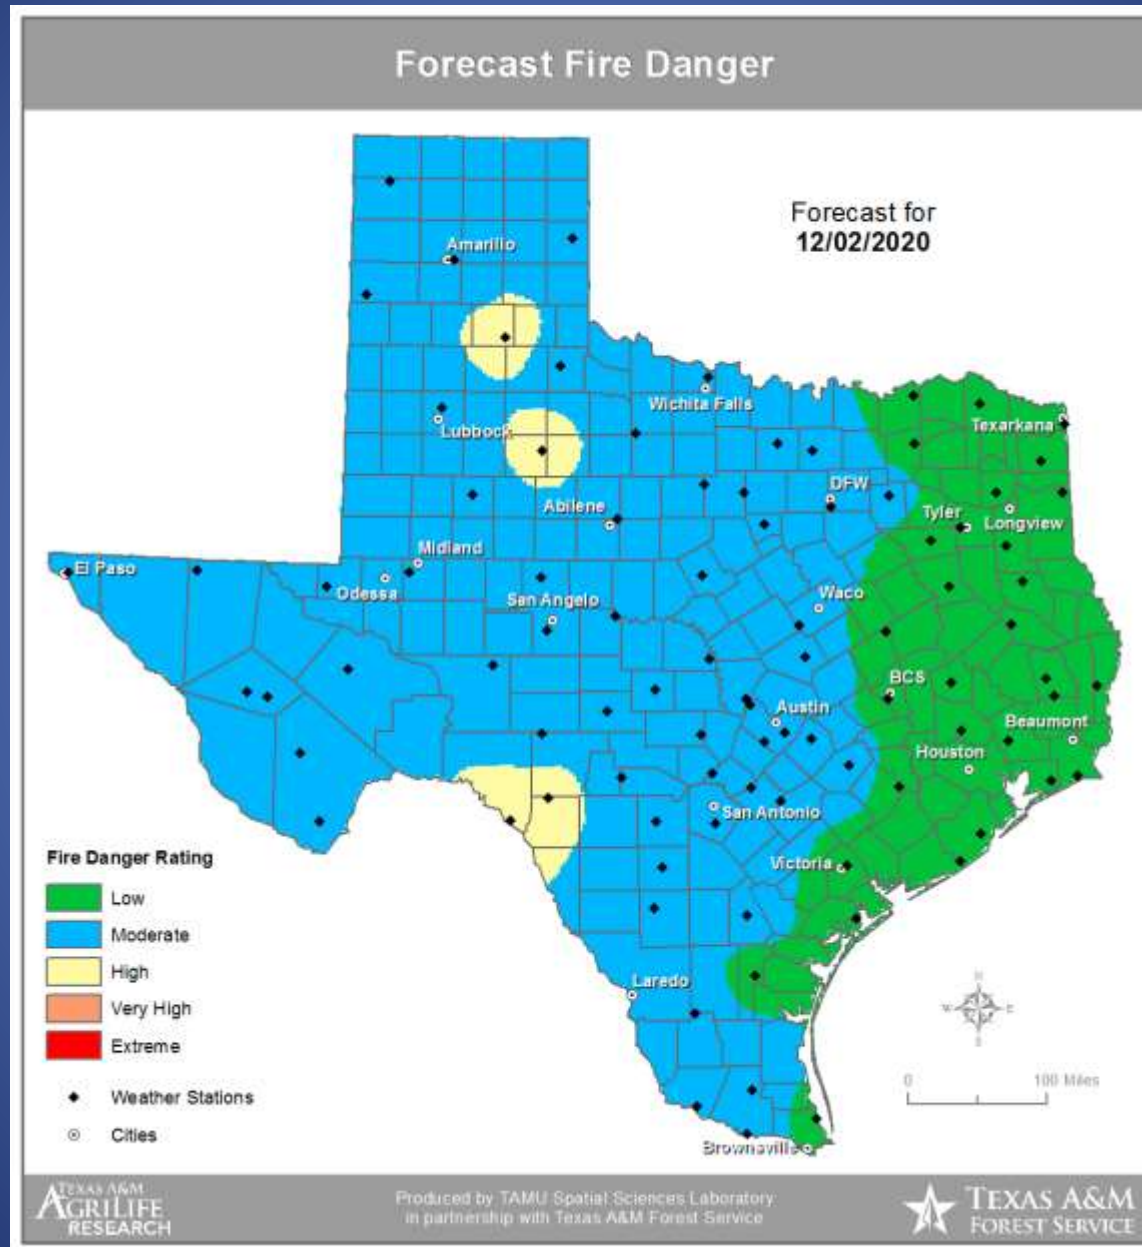 Forecast Fire Danger
Forecast for
12/02/2020
Amarillo
Wichita Falls
Lubbock
Texarkana
DFW
Abilene
Tyler
Longview
Midland
El Paso
Odessa
San Angelo
Waco
BCS
Austin
Beaumont
Houston
San Antonio
Victoria
Laredo
Brownsville
Fire Danger Rating
Low
Moderate
High
Very High
Extreme
Weather Stations
Cities
N
W E
S
0 100 Miles
TEXAS A&M
AGRILIFE
RESEARCH
Produced by TAMU Spatial Sciences Laboratory
in partnership with Texas A&M Forest Service
TEXAS A&M
FOREST SERVICE